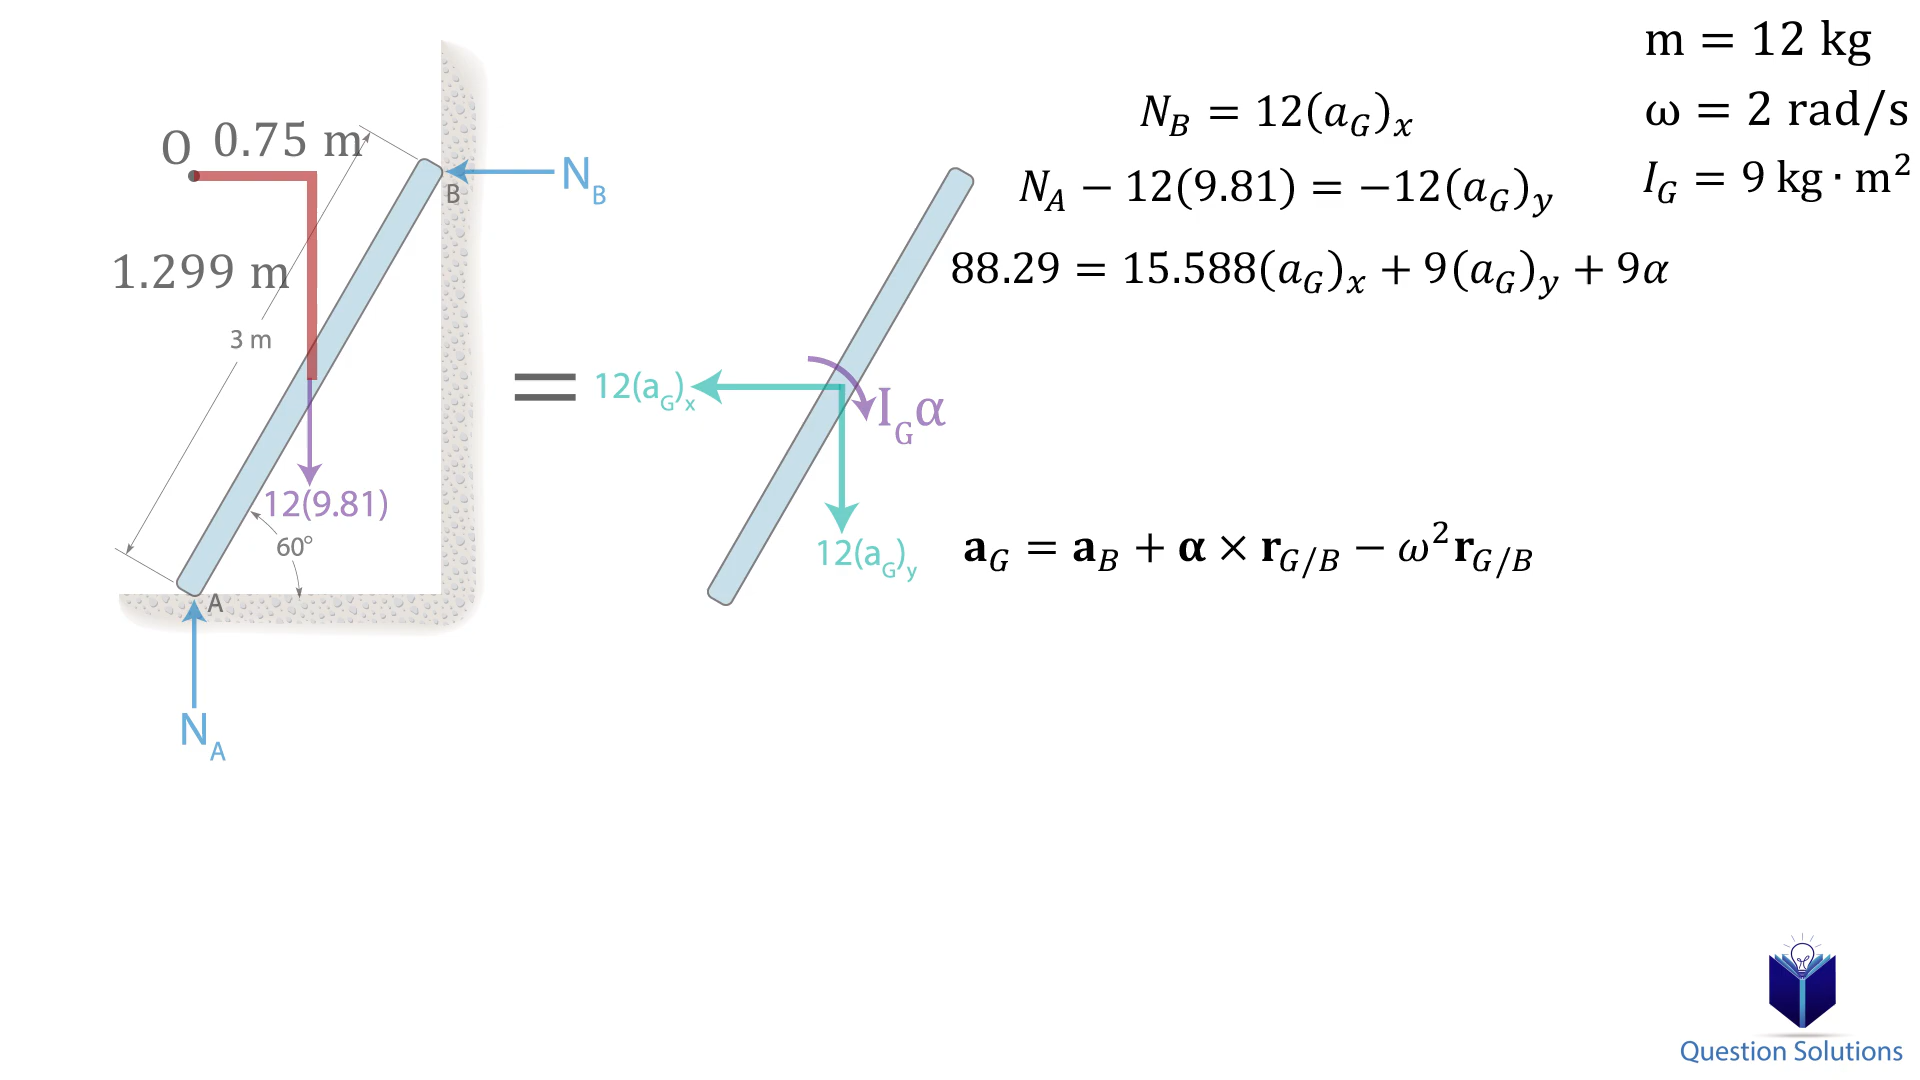 m = 12 kg
ω = 2 rad/s
I_G = 9 kg · m²
N_B = 12(a_G)_x
N_A − 12(9.81) = −12(a_G)_y
88.29 = 15.588(a_G)_x + 9(a_G)_y + 9α
O 0.75 m
B
N_B
1.299 m
3 m
=
12(a_G)_x
I_Gα
12(9.81)
60°
12(a_G)_y
𝐚_G = 𝐚_B + 𝛂 × 𝐫_G/B − ω²𝐫_G/B
A
N_A
Question Solutions